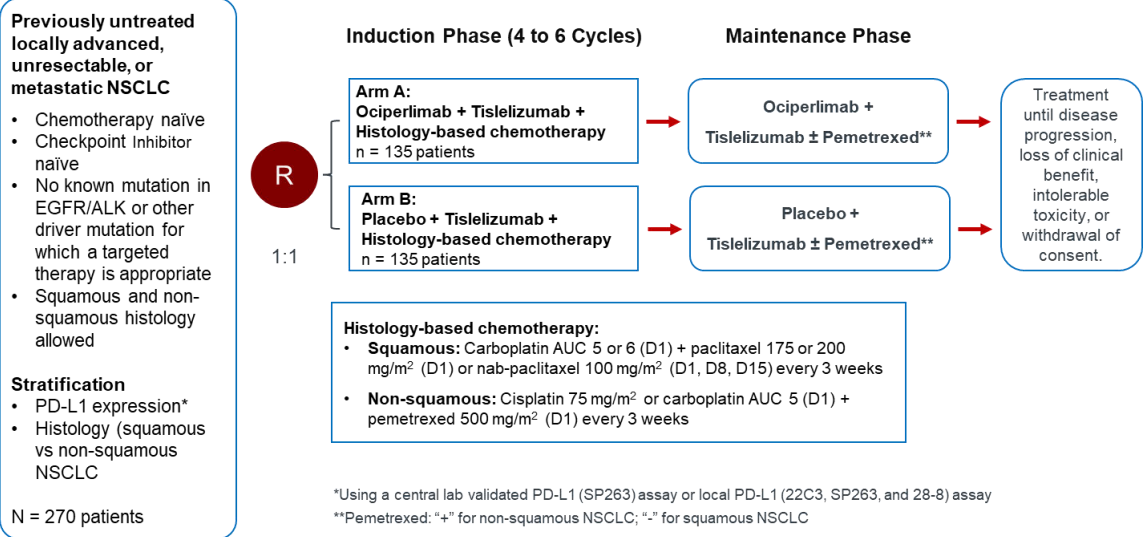 Previously untreated
locally advanced,
unresectable, or
metastatic NSCLC
• Chemotherapy naïve
• Checkpoint Inhibitor
naïve
• No known mutation in
EGFR/ALK or other
driver mutation for
which a targeted
therapy is appropriate
• Squamous and non-
squamous histology
allowed
Stratification
• PD-L1 expression*
• Histology (squamous
vs non-squamous
NSCLC
N = 270 patients
R
1:1
Induction Phase (4 to 6 Cycles)
Arm A:
Ociperlimab + Tislelizumab +
Histology-based chemotherapy
n = 135 patients
Arm B:
Placebo + Tislelizumab +
Histology-based chemotherapy
n = 135 patients
Maintenance Phase
Ociperlimab +
Tislelizumab ± Pemetrexed**
Placebo +
Tislelizumab ± Pemetrexed**
Treatment
until disease
progression,
loss of clinical
benefit,
intolerable
toxicity, or
withdrawal of
consent.
Histology-based chemotherapy:
• Squamous: Carboplatin AUC 5 or 6 (D1) + paclitaxel 175 or 200
mg/m² (D1) or nab-paclitaxel 100 mg/m² (D1, D8, D15) every 3 weeks
• Non-squamous: Cisplatin 75 mg/m² or carboplatin AUC 5 (D1) +
pemetrexed 500 mg/m² (D1) every 3 weeks
*Using a central lab validated PD-L1 (SP263) assay or local PD-L1 (22C3, SP263, and 28-8) assay
**Pemetrexed: “+” for non-squamous NSCLC; “-” for squamous NSCLC